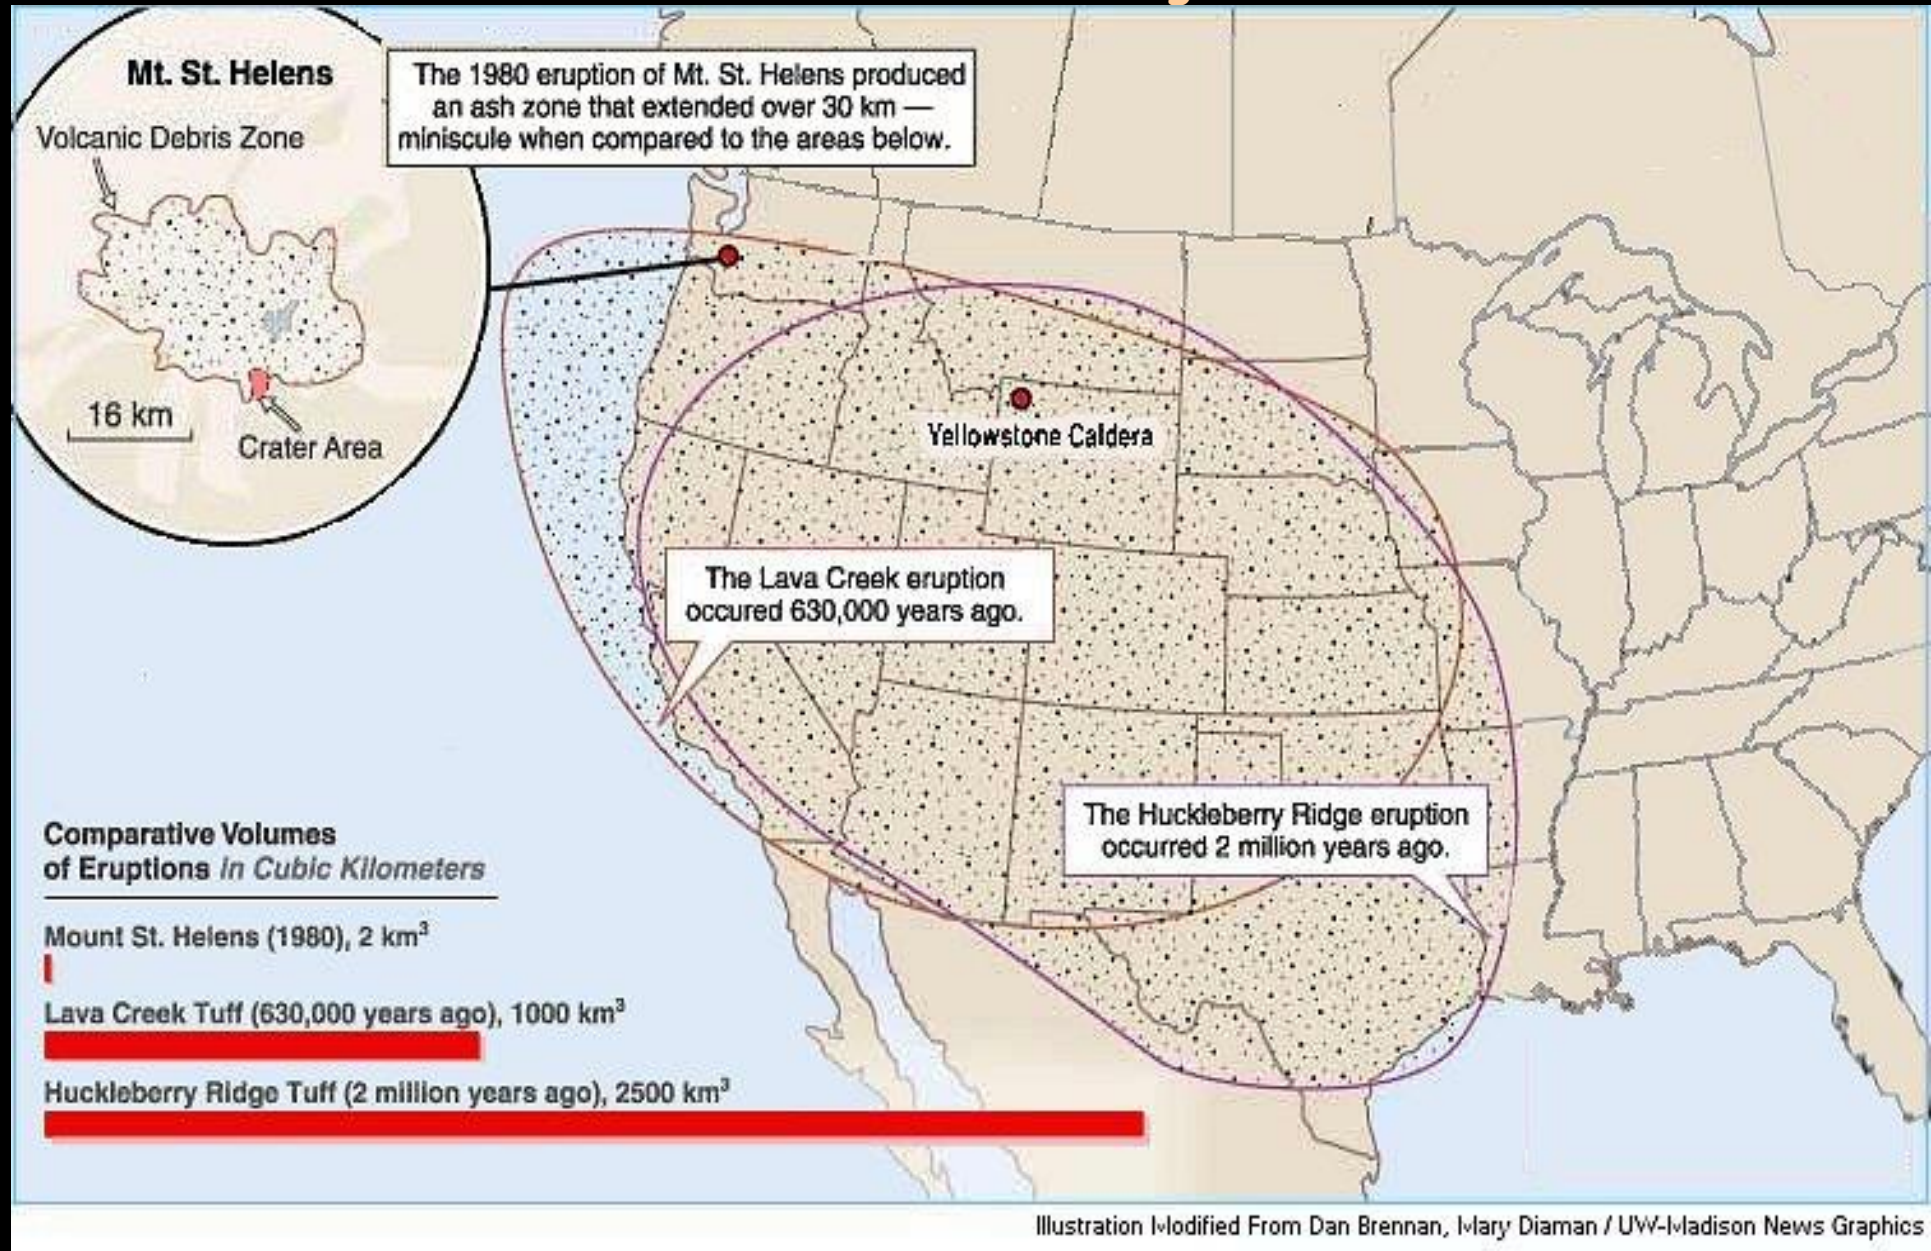 Mt. St. Helens
Volcanic Debris Zone
16 km
Crater Area
The 1980 eruption of Mt. St. Helens produced
an ash zone that extended over 30 km —
miniscule when compared to the areas below.
Yellowstone Caldera
The Lava Creek eruption
occured 630,000 years ago.
The Huckleberry Ridge eruption
occurred 2 million years ago.
Comparative Volumes
of Eruptions In Cubic Kilometers
Mount St. Helens (1980), 2 km³
Lava Creek Tuff (630,000 years ago), 1000 km³
Huckleberry Ridge Tuff (2 million years ago), 2500 km³
Illustration Modified From Dan Brennan, Mary Diaman / UW-Madison News Graphics